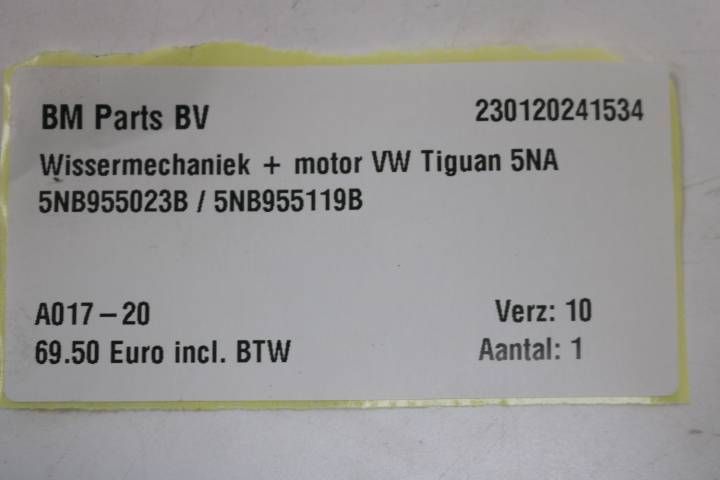 BM Parts BV 230120241534
Wissermechaniek + motor VW Tiguan 5NA
5NB955023B / 5NB955119B
A017-20 Verz: 10
69.50 Euro incl. BTW Aantal: 1